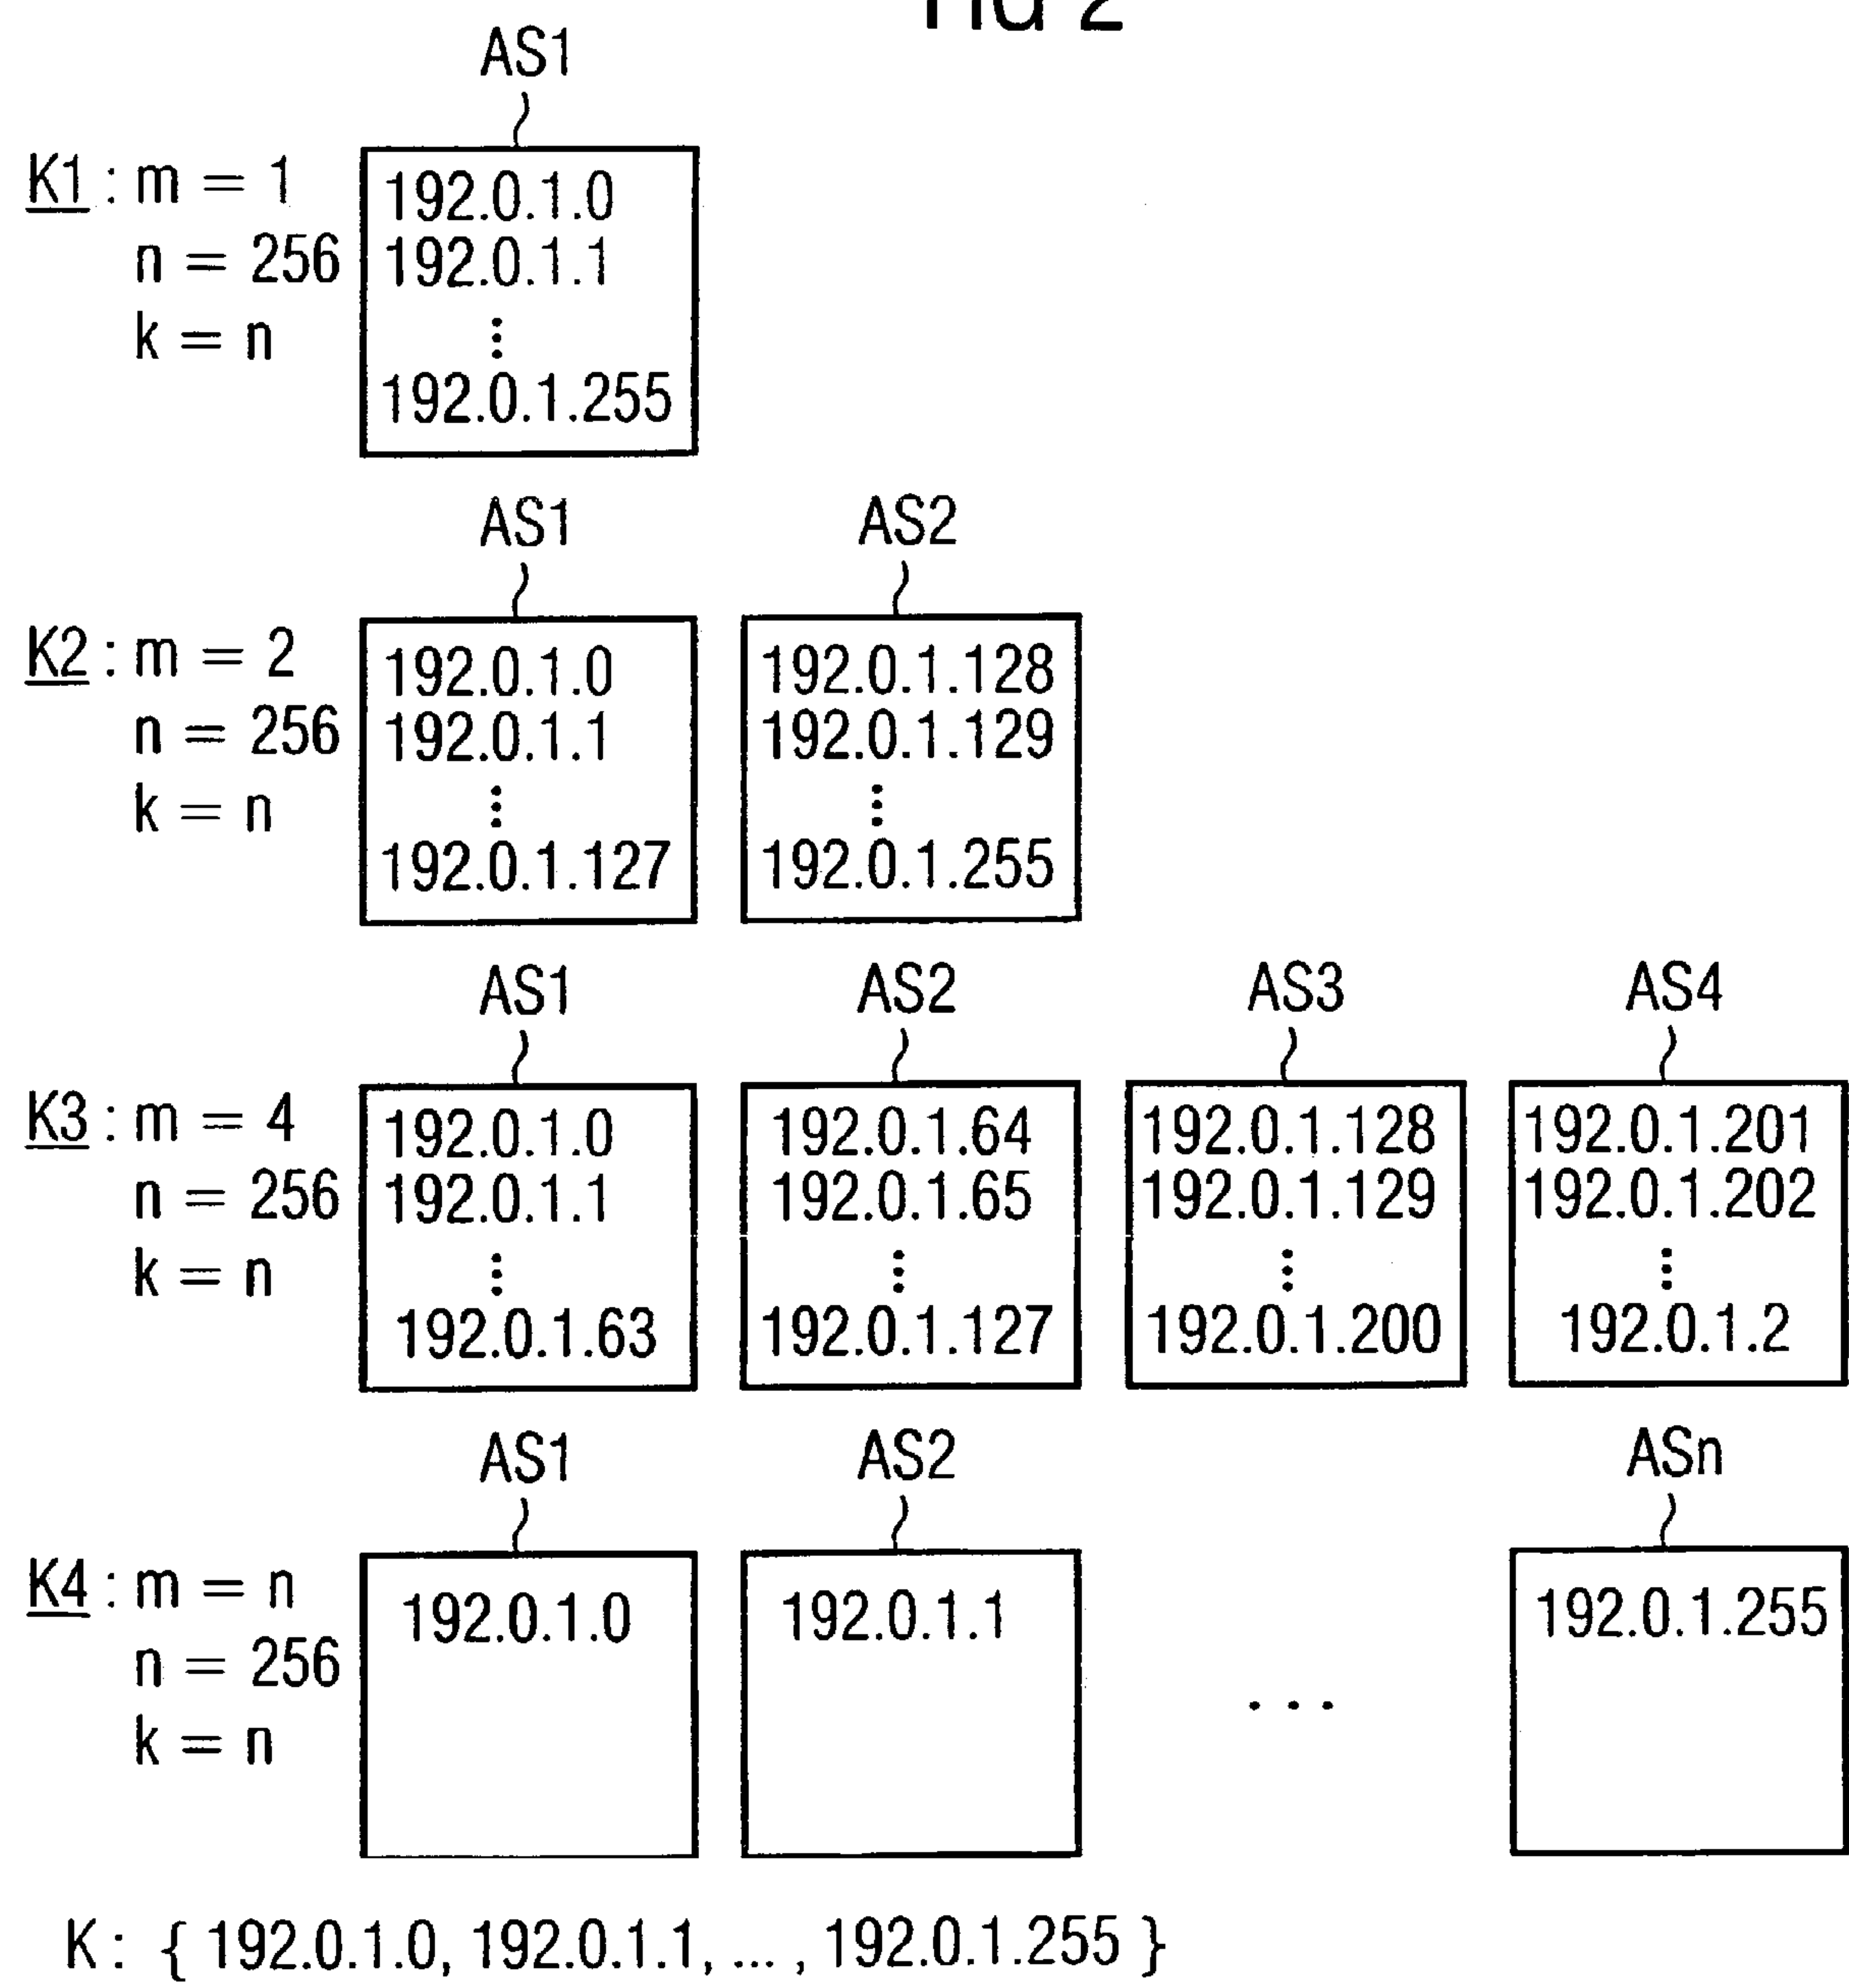 AS1
K1 : m = 1
n = 256
k = n
192.0.1.0
192.0.1.1
⋮
192.0.1.255
AS1
AS2
K2 : m = 2
n = 256
k = n
192.0.1.0
192.0.1.1
⋮
192.0.1.127
192.0.1.128
192.0.1.129
⋮
192.0.1.255
AS1
AS2
AS3
AS4
K3 : m = 4
n = 256
k = n
192.0.1.0
192.0.1.1
⋮
192.0.1.63
192.0.1.64
192.0.1.65
⋮
192.0.1.127
192.0.1.128
192.0.1.129
⋮
192.0.1.200
192.0.1.201
192.0.1.202
⋮
192.0.1.2
AS1
AS2
ASn
K4 : m = n
n = 256
k = n
192.0.1.0
192.0.1.1
...
192.0.1.255
K : { 192.0.1.0, 192.0.1.1, ... , 192.0.1.255 }